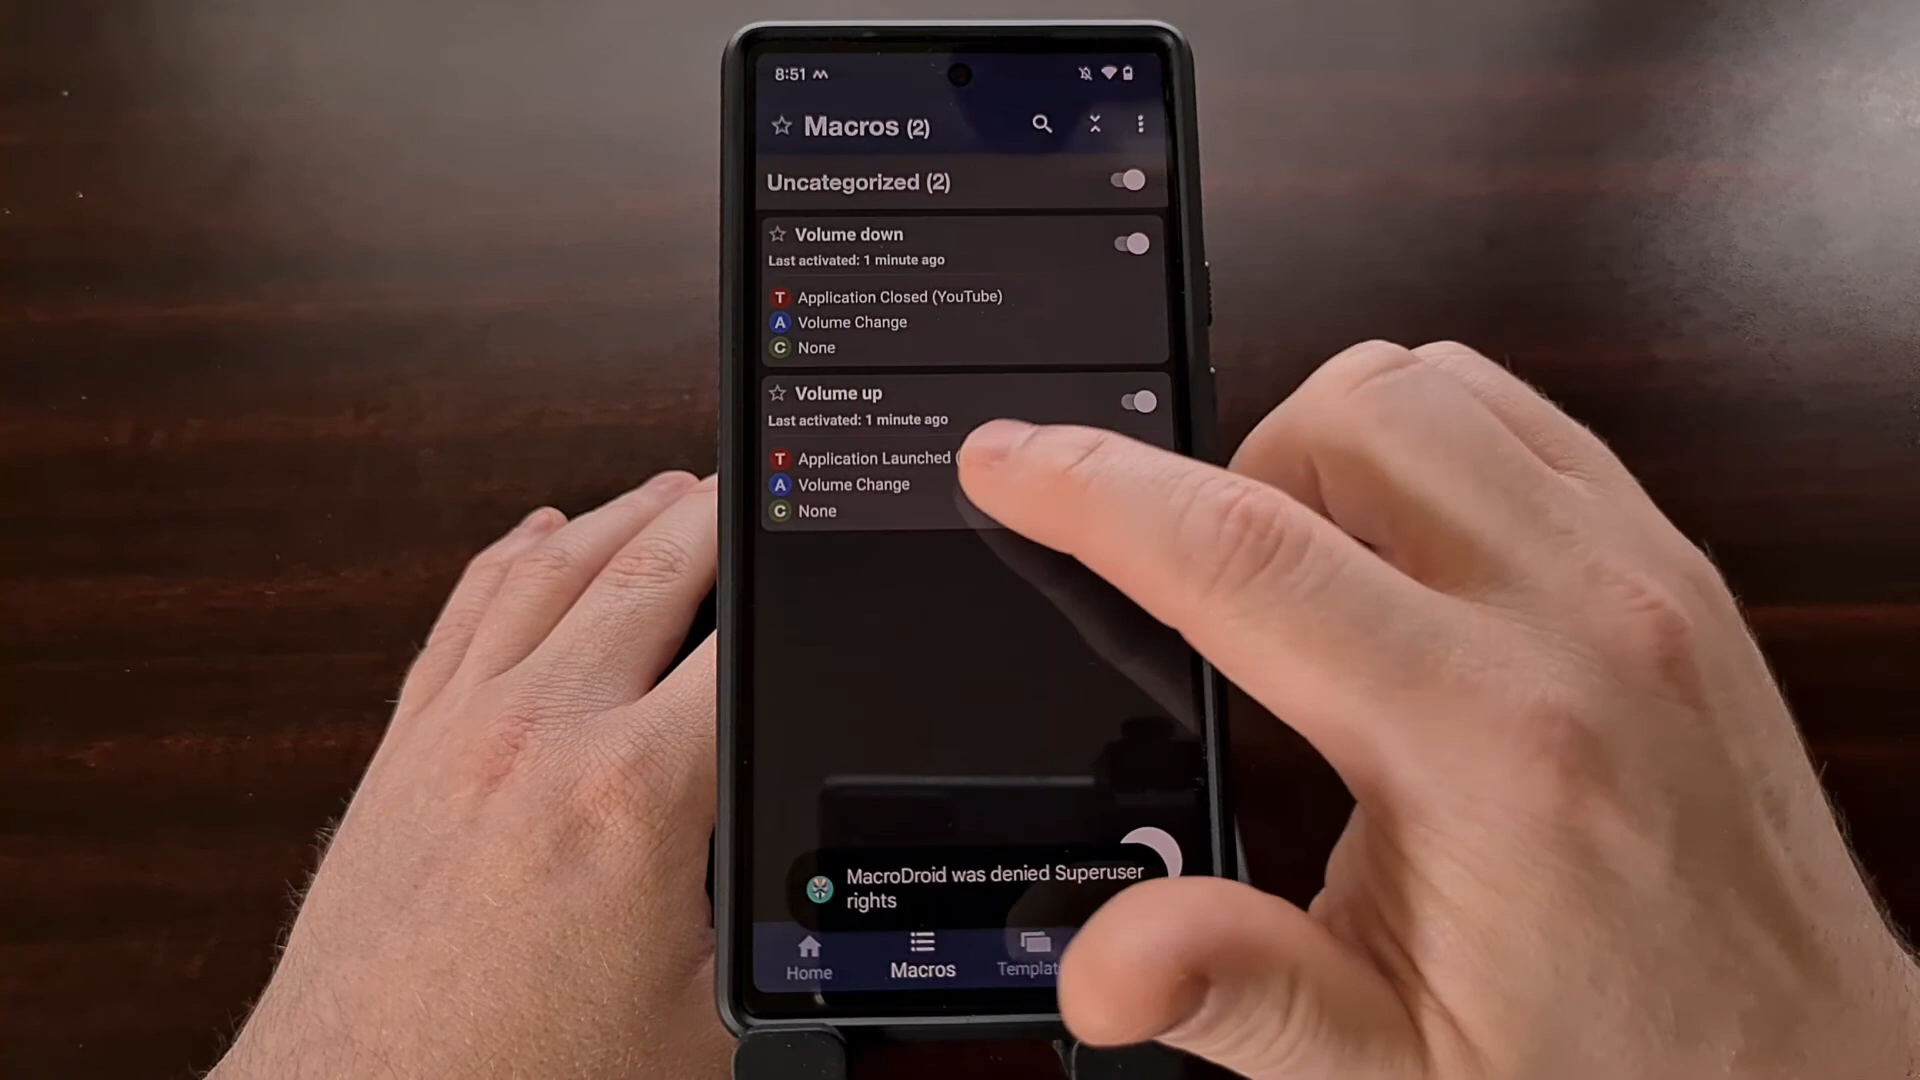 8:51
Macros (2)
Uncategorized (2)
Volume down
Last activated: 1 minute ago
T Application Closed (YouTube)
A Volume Change
C None
Volume up
Last activated: 1 minute ago
T Application Launched (
A Volume Change
C None
MacroDroid was denied Superuser
rights
Home
Macros
Templat